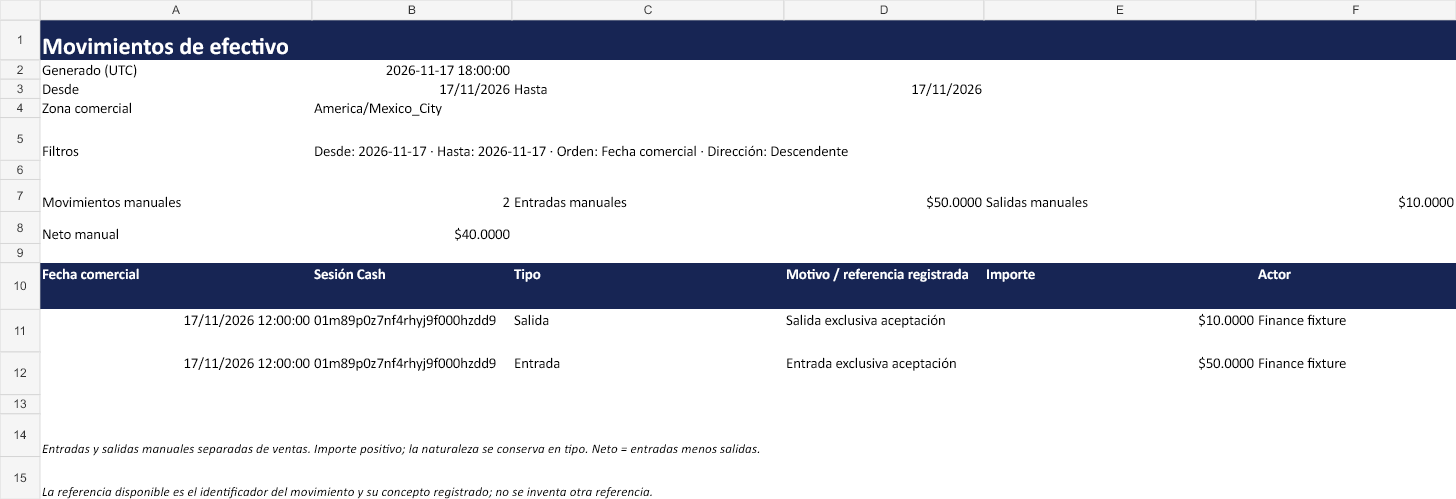 A B C D E F
1 Movimientos de efectivo
2 Generado (UTC) 2026-11-17 18:00:00
3 Desde 17/11/2026 Hasta 17/11/2026
4 Zona comercial America/Mexico_City
5 Filtros Desde: 2026-11-17 · Hasta: 2026-11-17 · Orden: Fecha comercial · Dirección: Descendente
6
7 Movimientos manuales 2 Entradas manuales $50.0000 Salidas manuales $10.0000
8 Neto manual $40.0000
9
10 Fecha comercial Sesión Cash Tipo Motivo / referencia registrada Importe Actor
11 17/11/2026 12:00:00 01m89p0z7nf4rhyj9f000hzdd9 Salida Salida exclusiva aceptación $10.0000 Finance fixture
12 17/11/2026 12:00:00 01m89p0z7nf4rhyj9f000hzdd9 Entrada Entrada exclusiva aceptación $50.0000 Finance fixture
13
14 Entradas y salidas manuales separadas de ventas. Importe positivo; la naturaleza se conserva en tipo. Neto = entradas menos salidas.
15 La referencia disponible es el identificador del movimiento y su concepto registrado; no se inventa otra referencia.